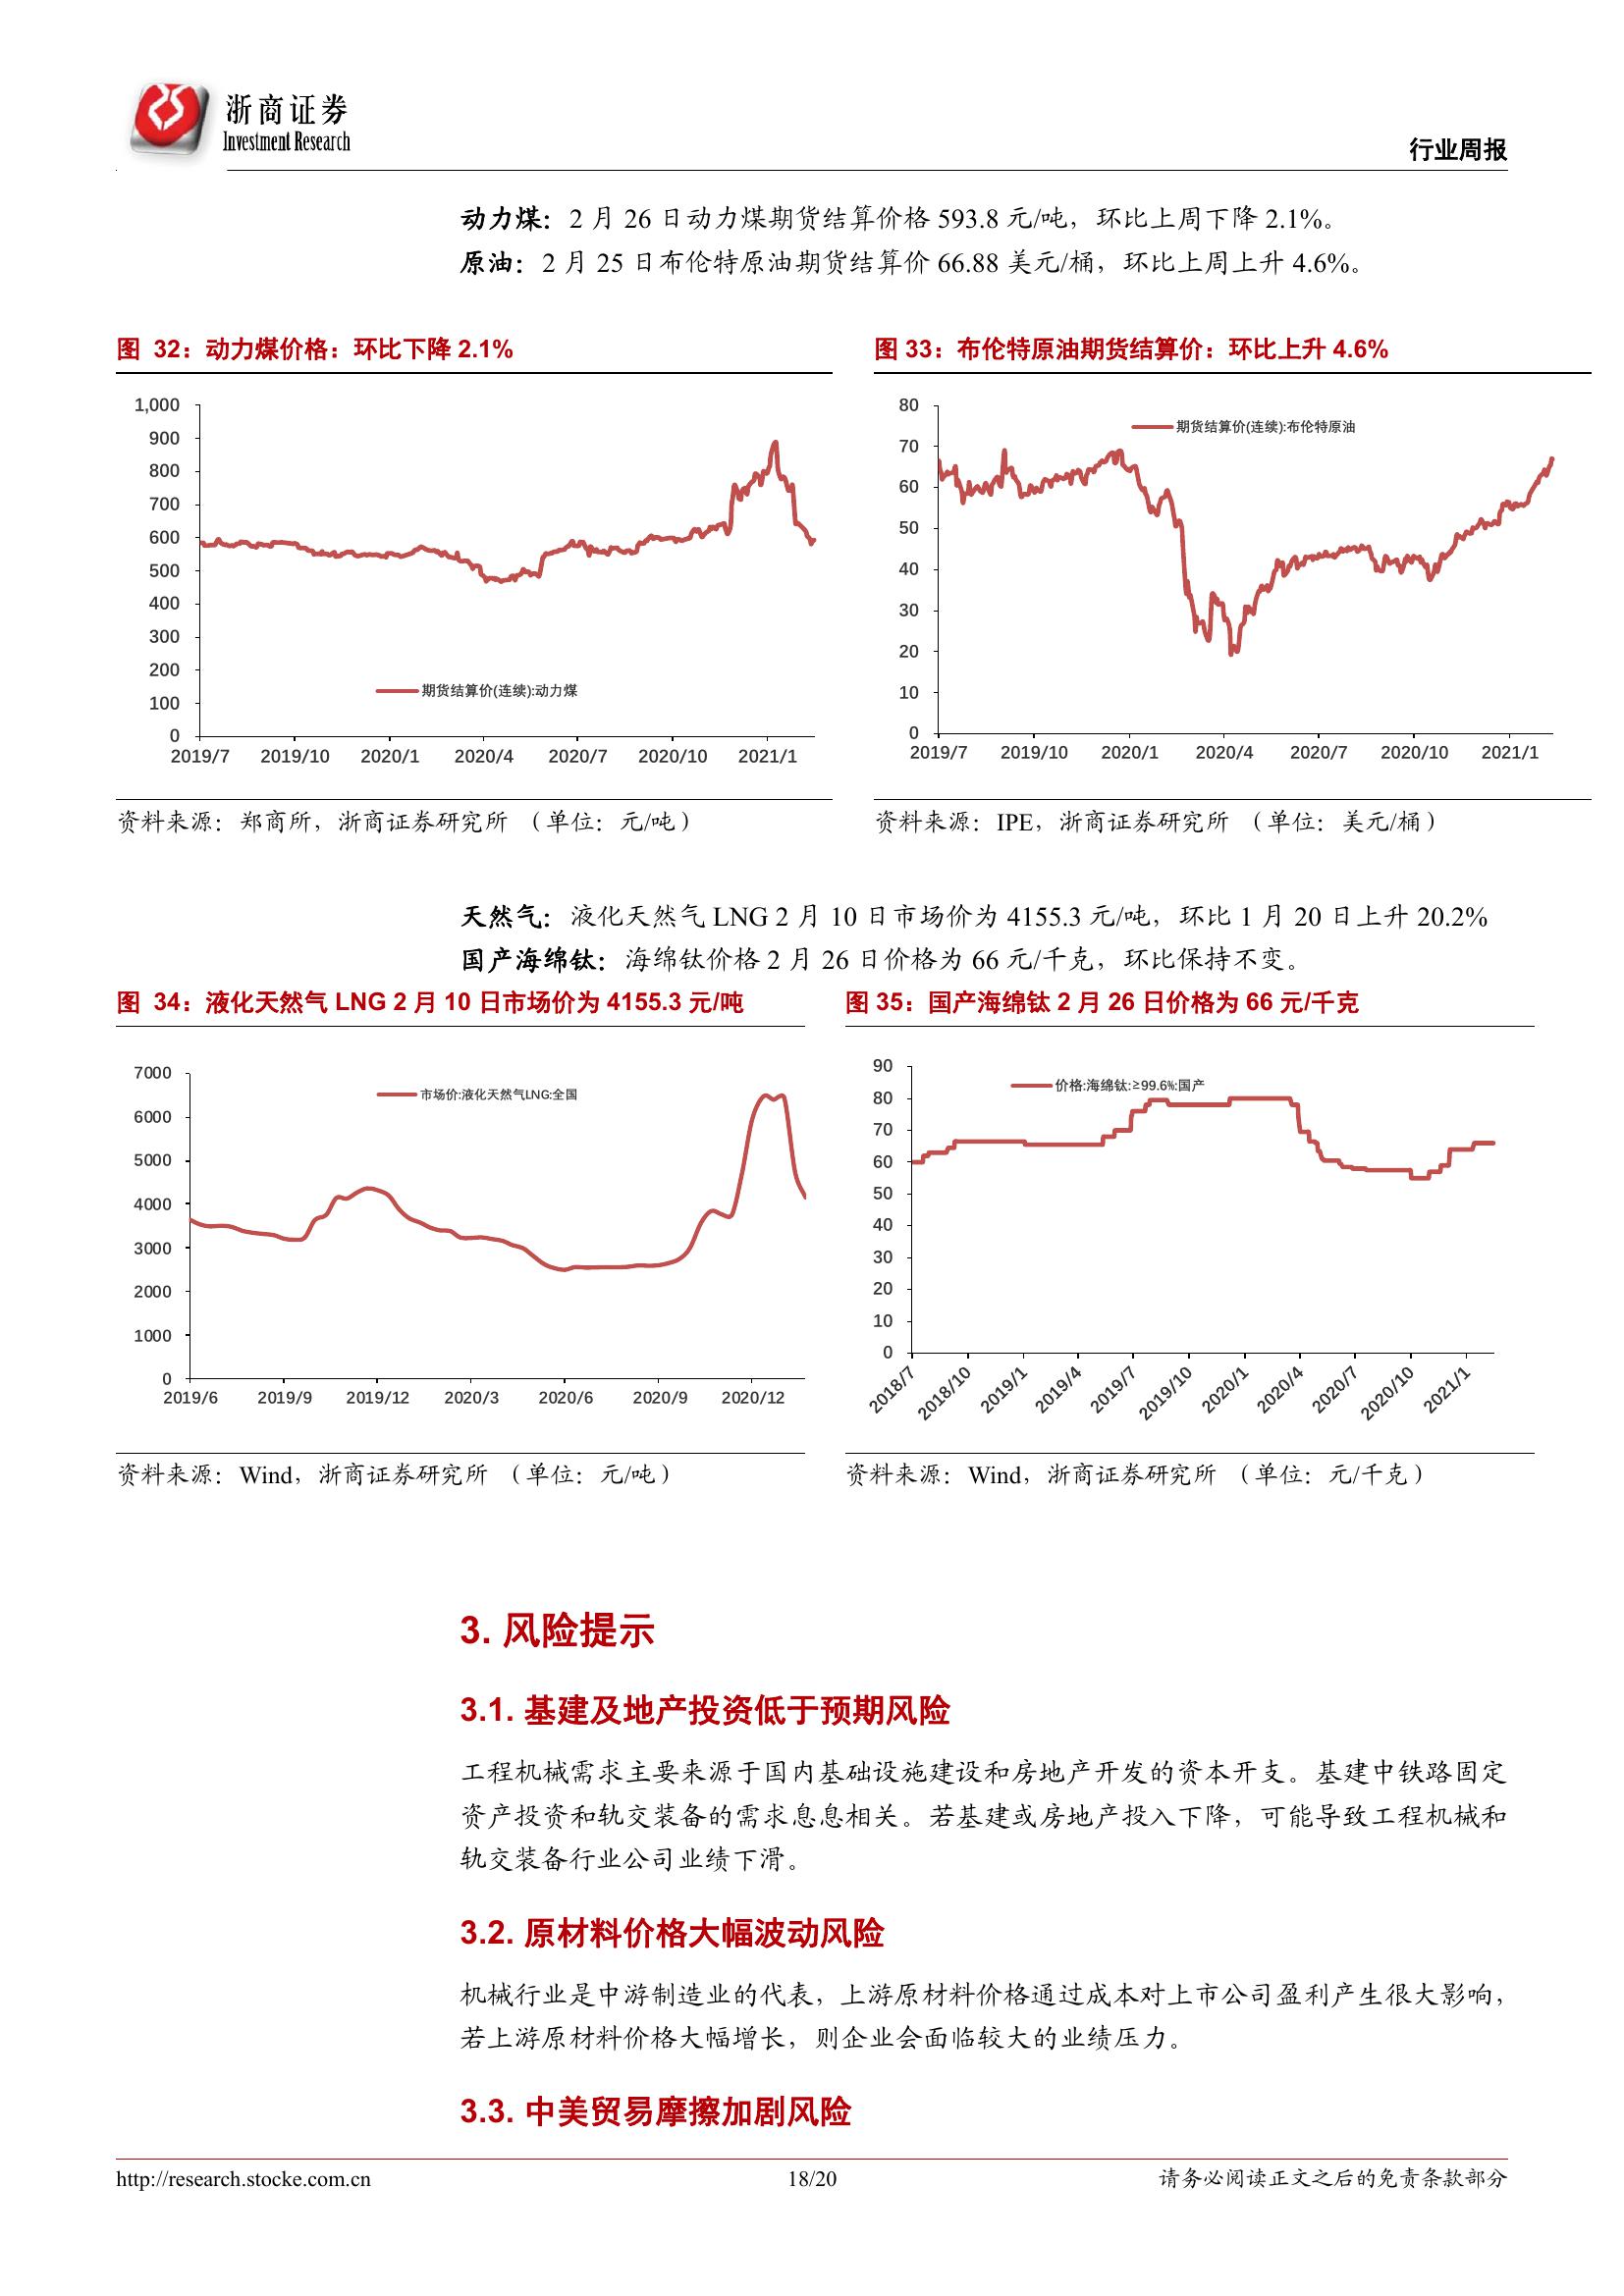 浙商证券
Investment Research
行业周报
动力煤：2 月 26 日动力煤期货结算价格 593.8 元/吨，环比上周下降 2.1%。
原油：2 月 25 日布伦特原油期货结算价 66.88 美元/桶，环比上周上升 4.6%。
图 32：动力煤价格：环比下降 2.1%
1,000
900
800
700
600
500
400
300
200
100
0
期货结算价(连续):动力煤
2019/7 2019/10 2020/1 2020/4 2020/7 2020/10 2021/1
资料来源：郑商所，浙商证券研究所 （单位：元/吨）
图 33：布伦特原油期货结算价：环比上升 4.6%
80
70
60
50
40
30
20
10
0
期货结算价(连续):布伦特原油
2019/7 2019/10 2020/1 2020/4 2020/7 2020/10 2021/1
资料来源：IPE，浙商证券研究所 （单位：美元/桶）
天然气：液化天然气 LNG 2 月 10 日市场价为 4155.3 元/吨，环比 1 月 20 日上升 20.2%
国产海绵钛：海绵钛价格 2 月 26 日价格为 66 元/千克，环比保持不变。
图 34：液化天然气 LNG 2 月 10 日市场价为 4155.3 元/吨
7000
6000
5000
4000
3000
2000
1000
0
市场价:液化天然气LNG:全国
2019/6 2019/9 2019/12 2020/3 2020/6 2020/9 2020/12
资料来源：Wind，浙商证券研究所 （单位：元/吨）
图 35：国产海绵钛 2 月 26 日价格为 66 元/千克
90
80
70
60
50
40
30
20
10
0
价格:海绵钛:≥99.6%:国产
2018/7 2018/10 2019/1 2019/4 2019/7 2019/10 2020/1 2020/4 2020/7 2020/10 2021/1
资料来源：Wind，浙商证券研究所 （单位：元/千克）
3. 风险提示
3.1. 基建及地产投资低于预期风险
工程机械需求主要来源于国内基础设施建设和房地产开发的资本开支。基建中铁路固定
资产投资和轨交装备的需求息息相关。若基建或房地产投入下降，可能导致工程机械和
轨交装备行业公司业绩下滑。
3.2. 原材料价格大幅波动风险
机械行业是中游制造业的代表，上游原材料价格通过成本对上市公司盈利产生很大影响，
若上游原材料价格大幅增长，则企业会面临较大的业绩压力。
3.3. 中美贸易摩擦加剧风险
http://research.stocke.com.cn
18/20
请务必阅读正文之后的免责条款部分